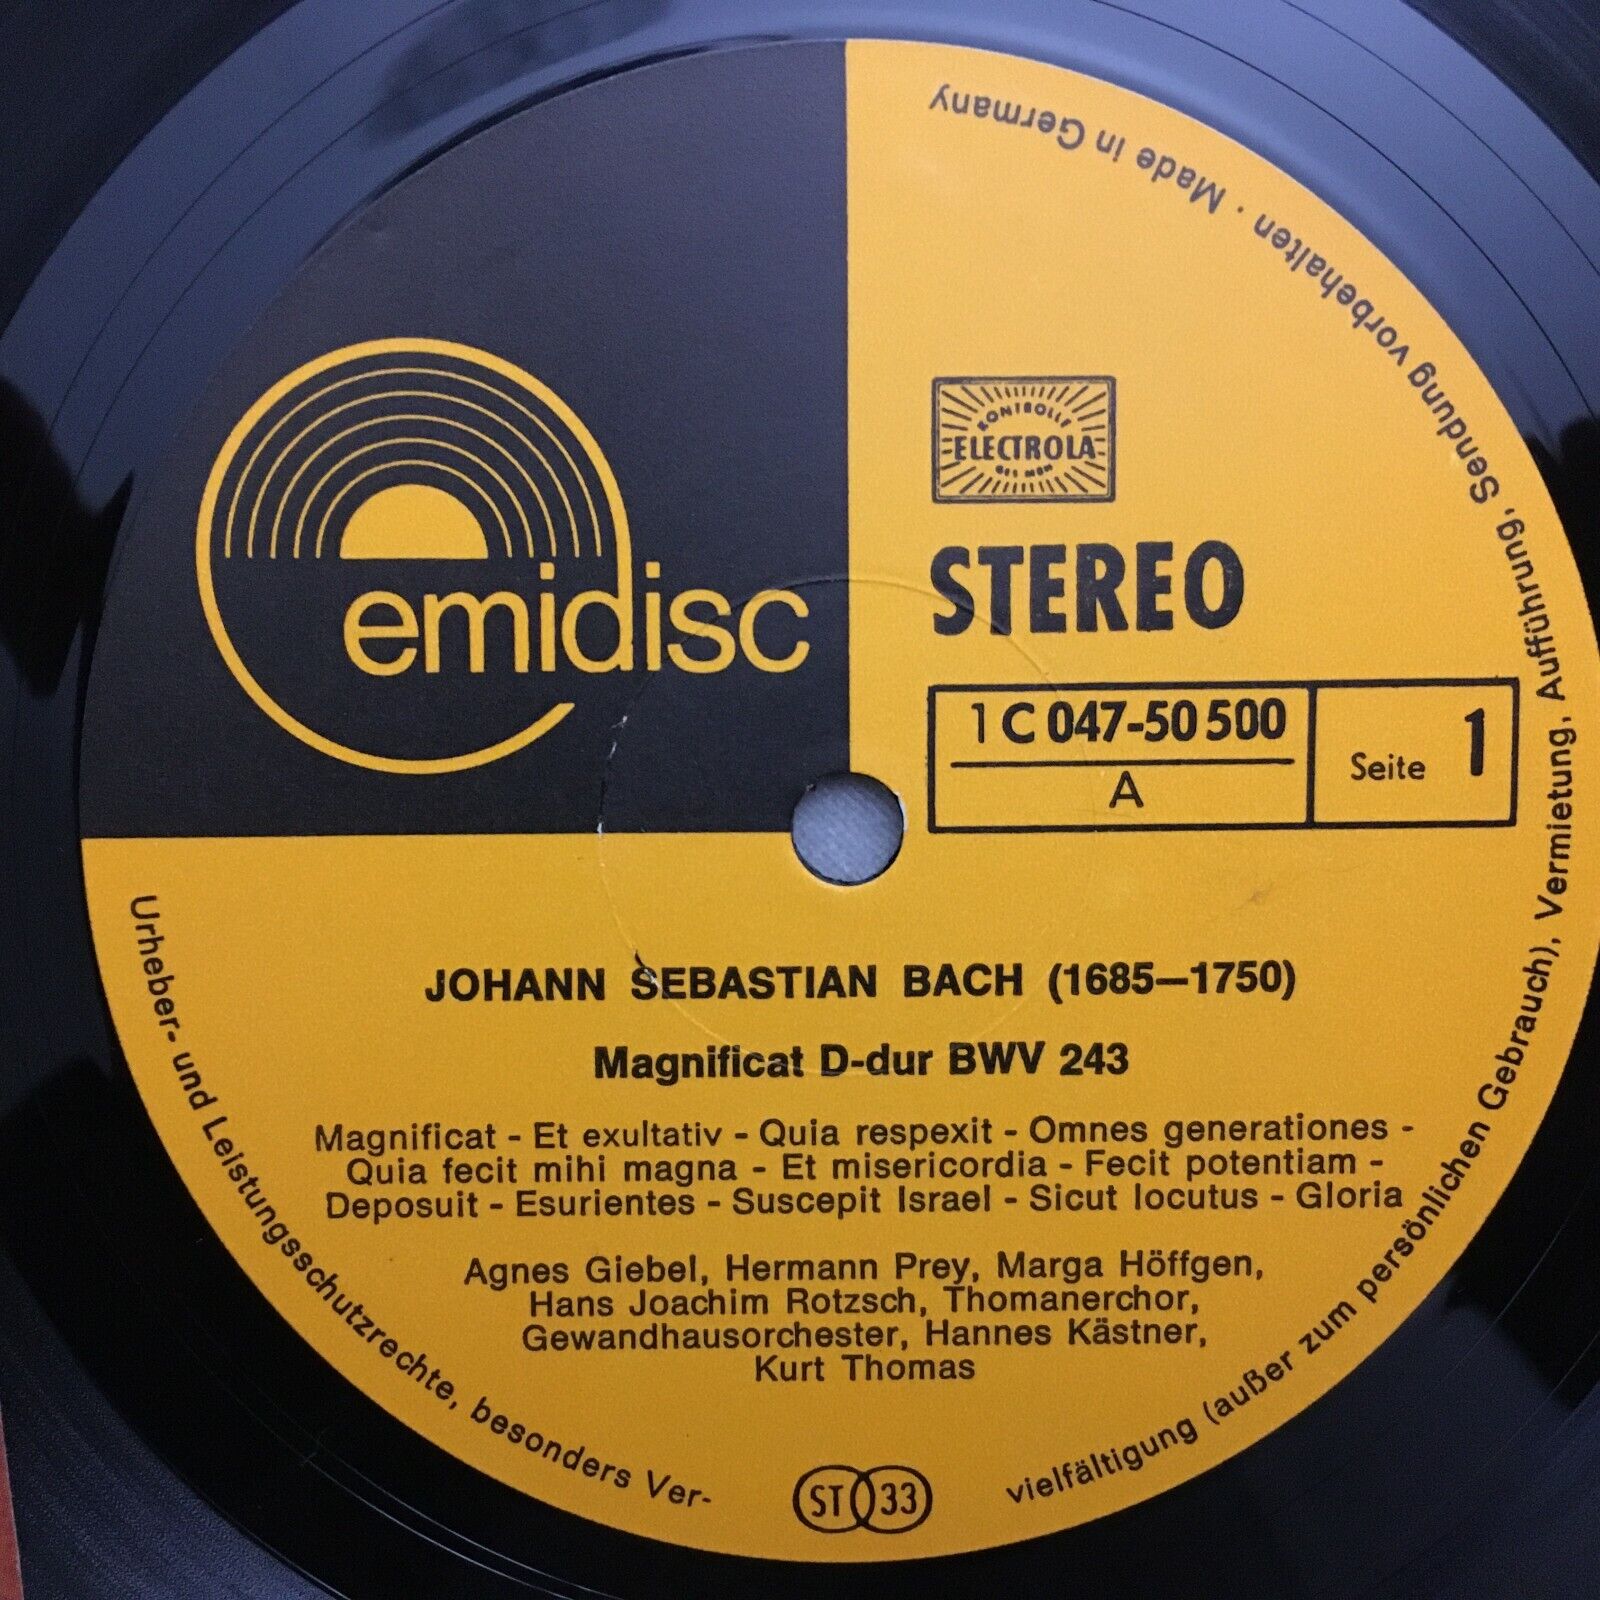 emidisc
KONTROLLE
ELECTROLA
GES MBH
STEREO
1 C 047-50 500
A
Seite 1
JOHANN SEBASTIAN BACH (1685—1750)
Magnificat D-dur BWV 243
Magnificat - Et exultativ - Quia respexit - Omnes generationes -
Quia fecit mihi magna - Et misericordia - Fecit potentiam -
Deposuit - Esurientes - Suscepit Israel - Sicut locutus - Gloria
Agnes Giebel, Hermann Prey, Marga Höffgen,
Hans Joachim Rotzsch, Thomanerchor,
Gewandhausorchester, Hannes Kästner,
Kurt Thomas
ST 33
Urheber- und Leistungsschutzrechte, besonders Ver-
vielfältigung (außer zum persönlichen Gebrauch), Vermietung, Aufführung, Sendung vorbehalten · Made in Germany